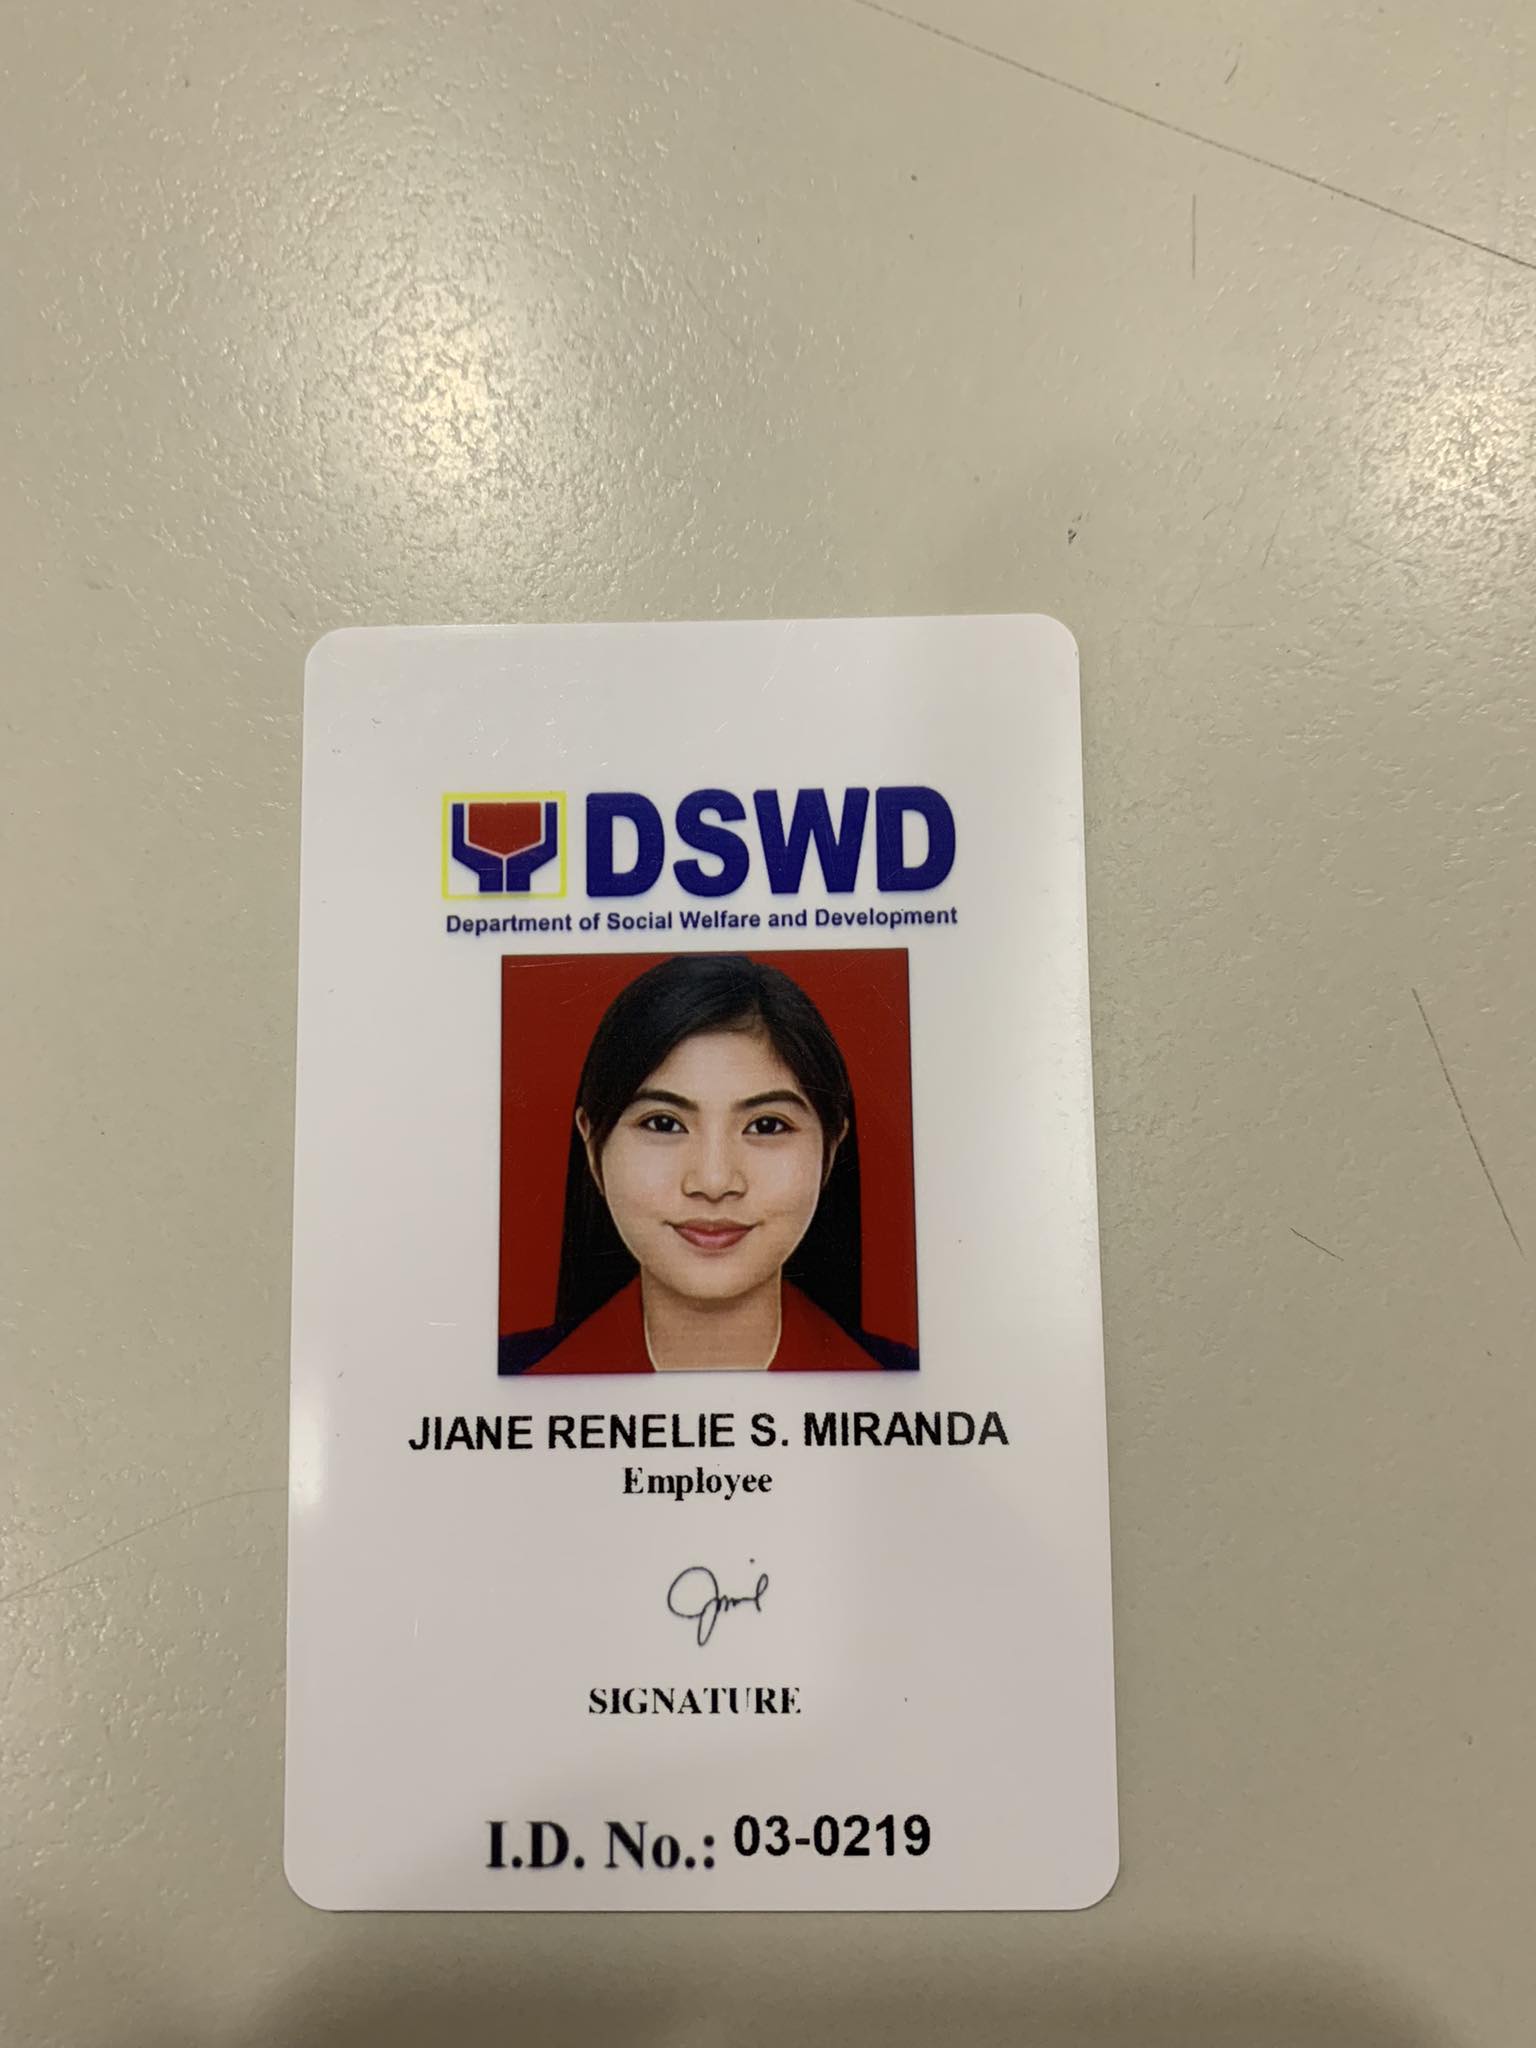 DSWD
Department of Social Welfare and Development
JIANE RENELIE S. MIRANDA
Employee
SIGNATURE
I.D. No.: 03-0219